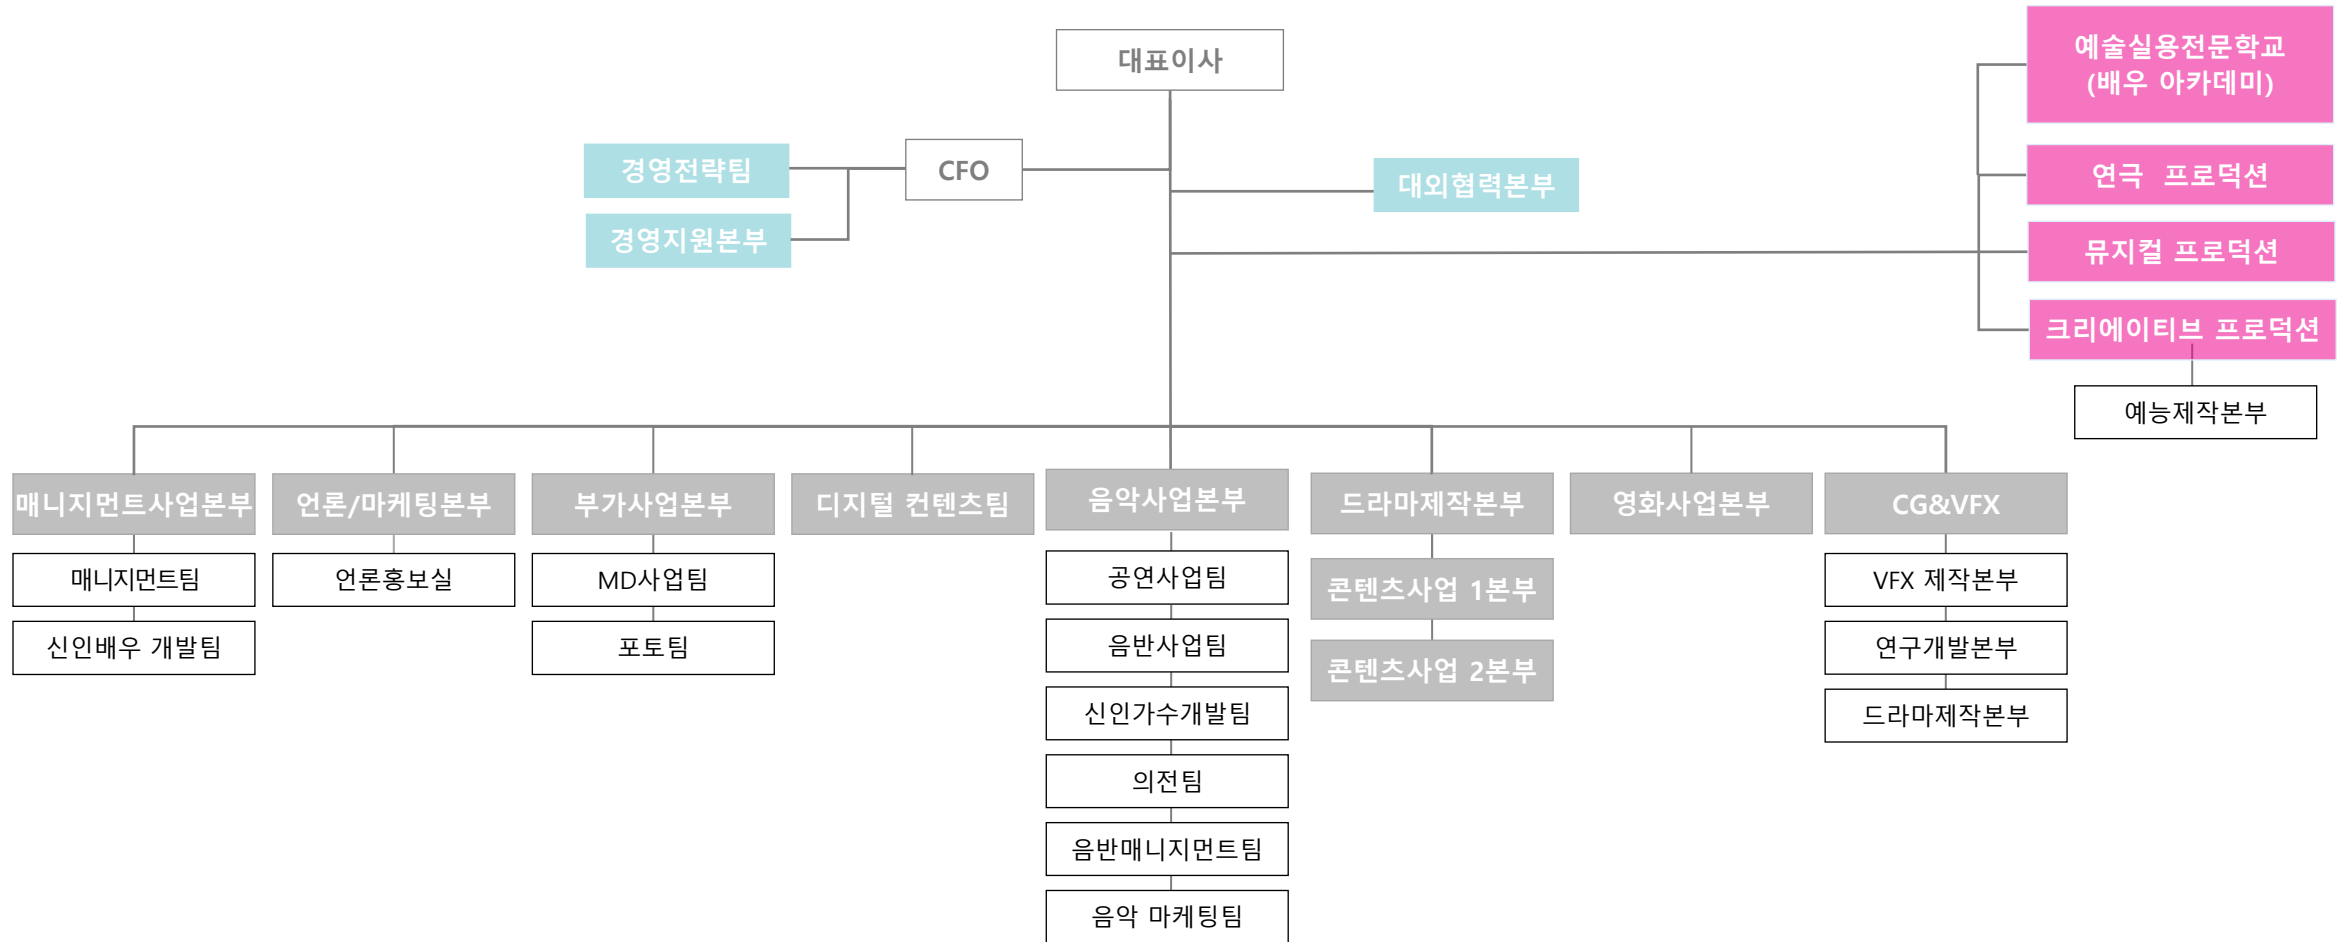 대표이사
CFO
경영전략팀
경영지원본부
대외협력본부
예술실용전문학교
(배우 아카데미)
연극 프로덕션
뮤지컬 프로덕션
크리에이티브 프로덕션
예능제작본부
매니지먼트사업본부
매니지먼트팀
신인배우 개발팀
언론/마케팅본부
언론홍보실
부가사업본부
MD사업팀
포토팀
디지털 컨텐츠팀
음악사업본부
공연사업팀
음반사업팀
신인가수개발팀
의전팀
음반매니지먼트팀
음악 마케팅팀
드라마제작본부
콘텐츠사업 1본부
콘텐츠사업 2본부
영화사업본부
CG&VFX
VFX 제작본부
연구개발본부
드라마제작본부